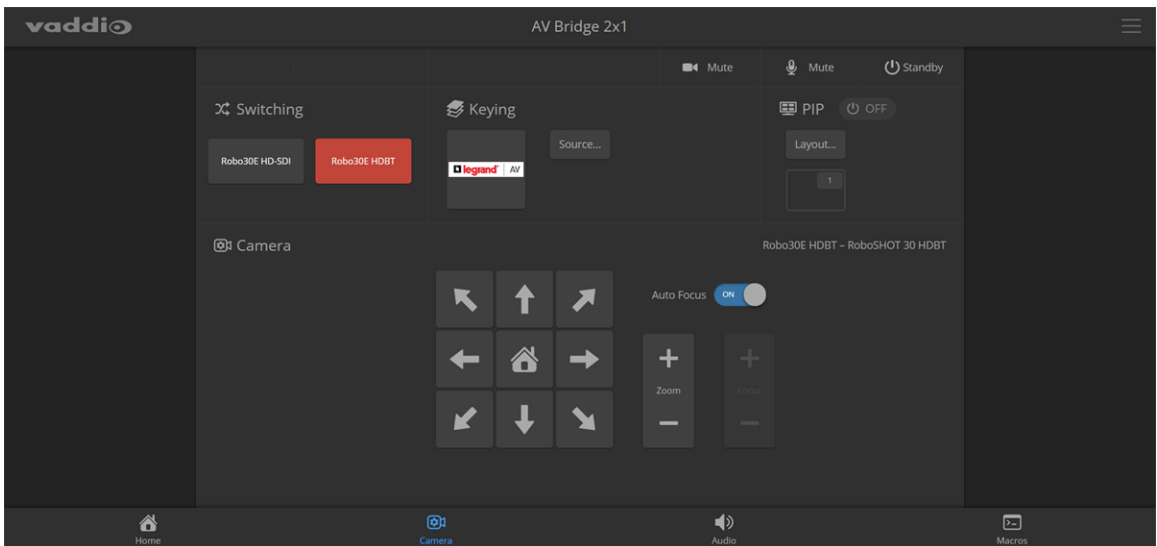 vaddio
AV Bridge 2x1
Mute
Mute
Standby
Switching
Keying
PIP
OFF
Robo30E HD-SDI
Robo30E HDBT
legrand | AV
Source...
Layout...
1
Camera
Robo30E HDBT – RoboSHOT 30 HDBT
Auto Focus
ON
Zoom
Focus
Home
Camera
Audio
Macros